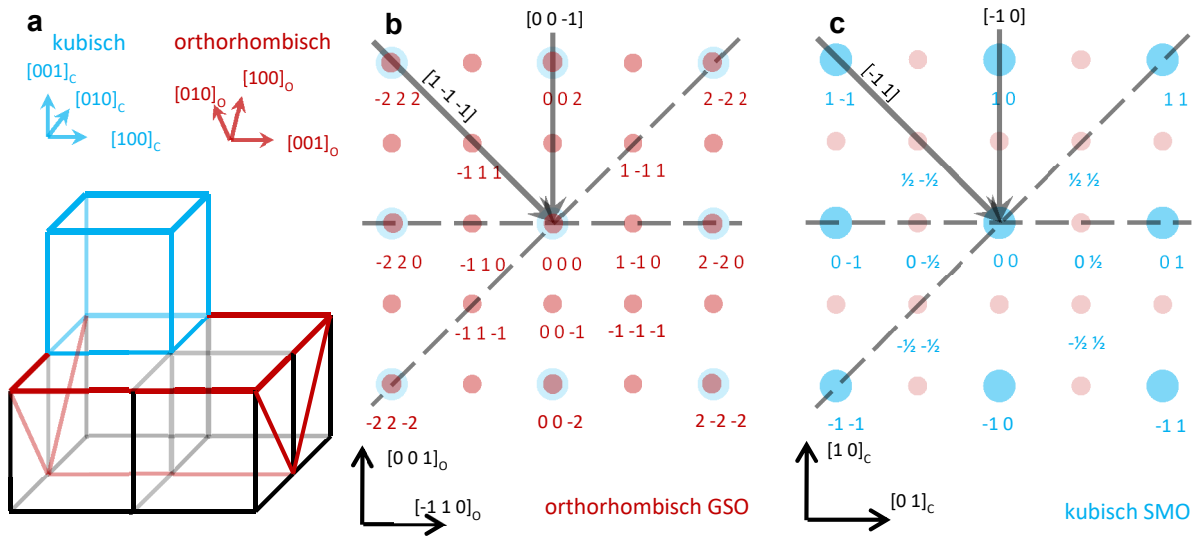 a
kubisch
orthorhombisch
[001]C
[010]C
[100]C
[100]O
[010]O
[001]O
b
[0 0 -1]
[1 -1 -1]
-2 2 2
0 0 2
2 -2 2
-1 1 1
1 -1 1
-2 2 0
-1 1 0
0 0 0
1 -1 0
2 -2 0
-1 1 -1
0 0 -1
-1 -1 -1
-2 2 -2
0 0 -2
2 -2 -2
[0 0 1]O
[-1 1 0]O
orthorhombisch GSO
c
[-1 0]
[-1 1]
1 -1
1 0
1 1
½ -½
½ ½
0 -1
0 -½
0 0
0 ½
0 1
-½ -½
-½ ½
-1 -1
-1 0
-1 1
[1 0]C
[0 1]C
kubisch SMO